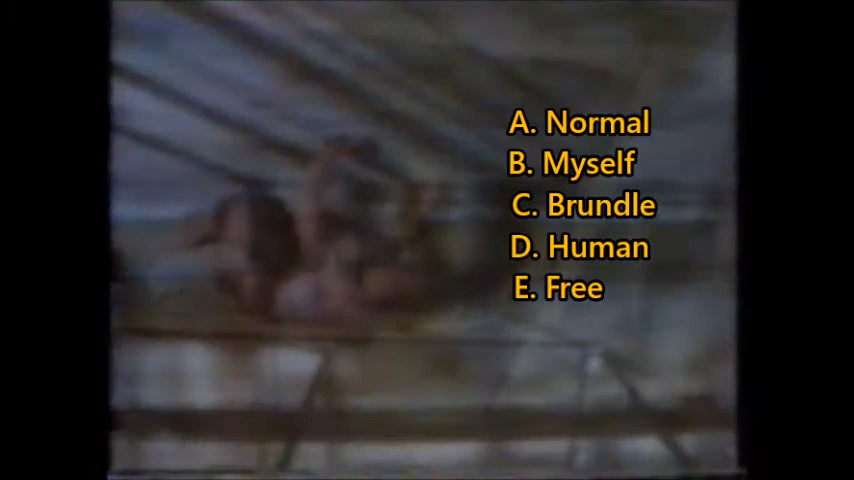 A. Normal
B. Myself
C. Brundle
D. Human
E. Free